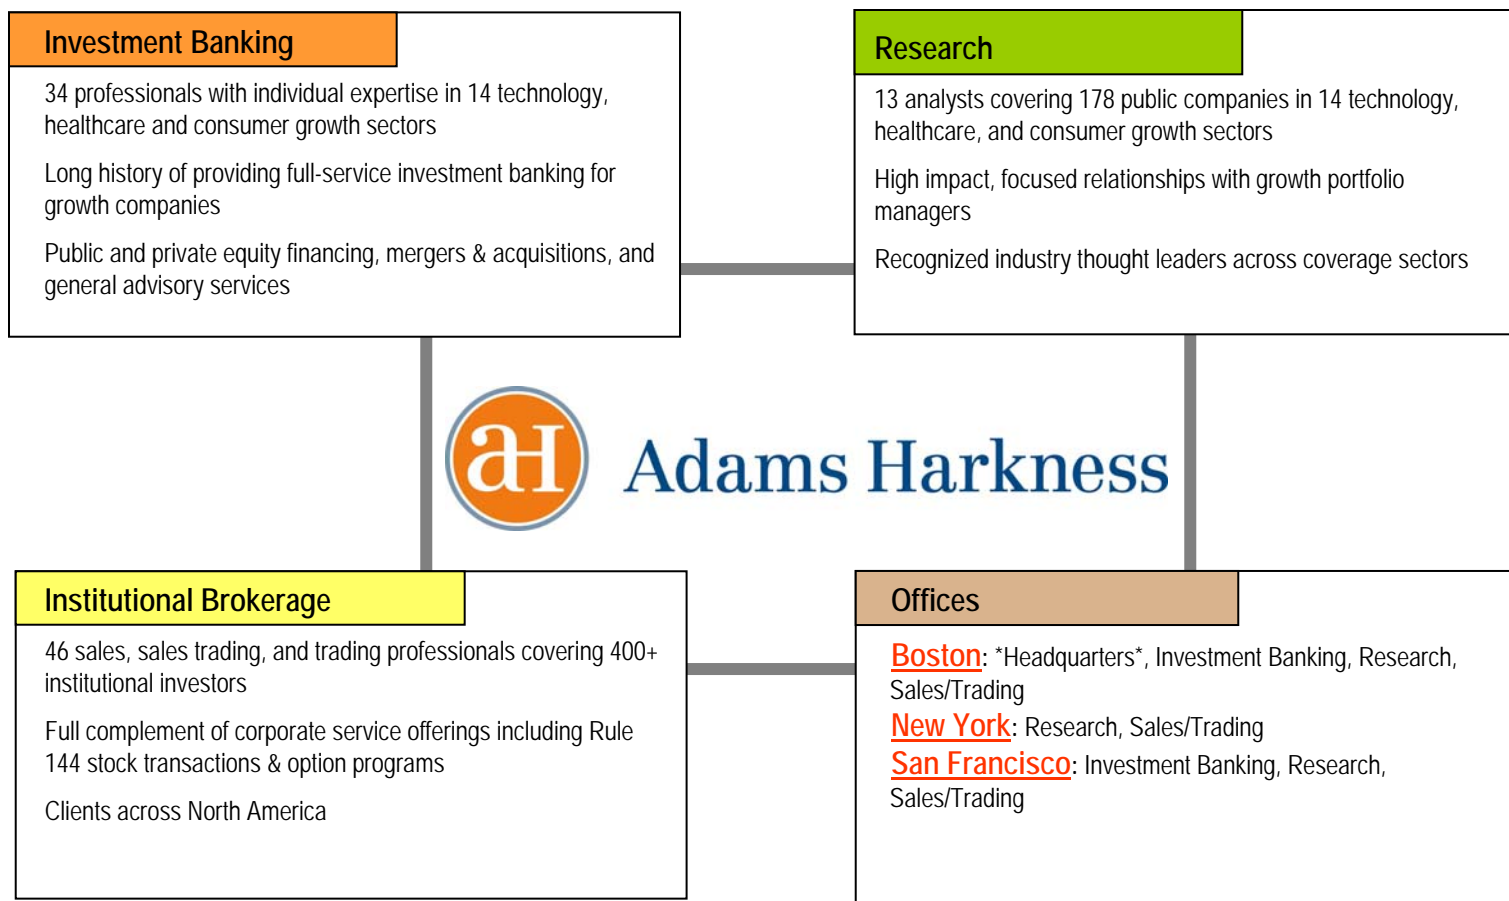 Investment Banking
34 professionals with individual expertise in 14 technology,
healthcare and consumer growth sectors
Long history of providing full-service investment banking for
growth companies
Public and private equity financing, mergers & acquisitions, and
general advisory services
Research
13 analysts covering 178 public companies in 14 technology,
healthcare, and consumer growth sectors
High impact, focused relationships with growth portfolio
managers
Recognized industry thought leaders across coverage sectors
aH Adams Harkness
Institutional Brokerage
46 sales, sales trading, and trading professionals covering 400+
institutional investors
Full complement of corporate service offerings including Rule
144 stock transactions & option programs
Clients across North America
Offices
Boston: *Headquarters*, Investment Banking, Research,
Sales/Trading
New York: Research, Sales/Trading
San Francisco: Investment Banking, Research,
Sales/Trading